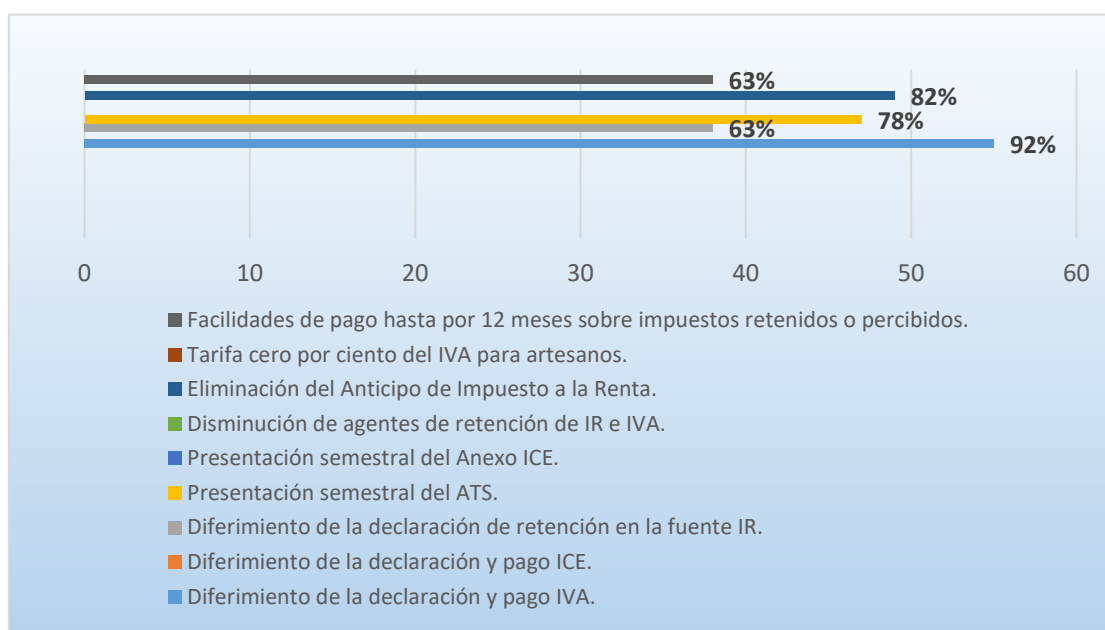 63%
82%
78%
63%
92%
0 10 20 30 40 50 60
Facilidades de pago hasta por 12 meses sobre impuestos retenidos o percibidos.
Tarifa cero por ciento del IVA para artesanos.
Eliminación del Anticipo de Impuesto a la Renta.
Disminución de agentes de retención de IR e IVA.
Presentación semestral del Anexo ICE.
Presentación semestral del ATS.
Diferimiento de la declaración de retención en la fuente IR.
Diferimiento de la declaración y pago ICE.
Diferimiento de la declaración y pago IVA.